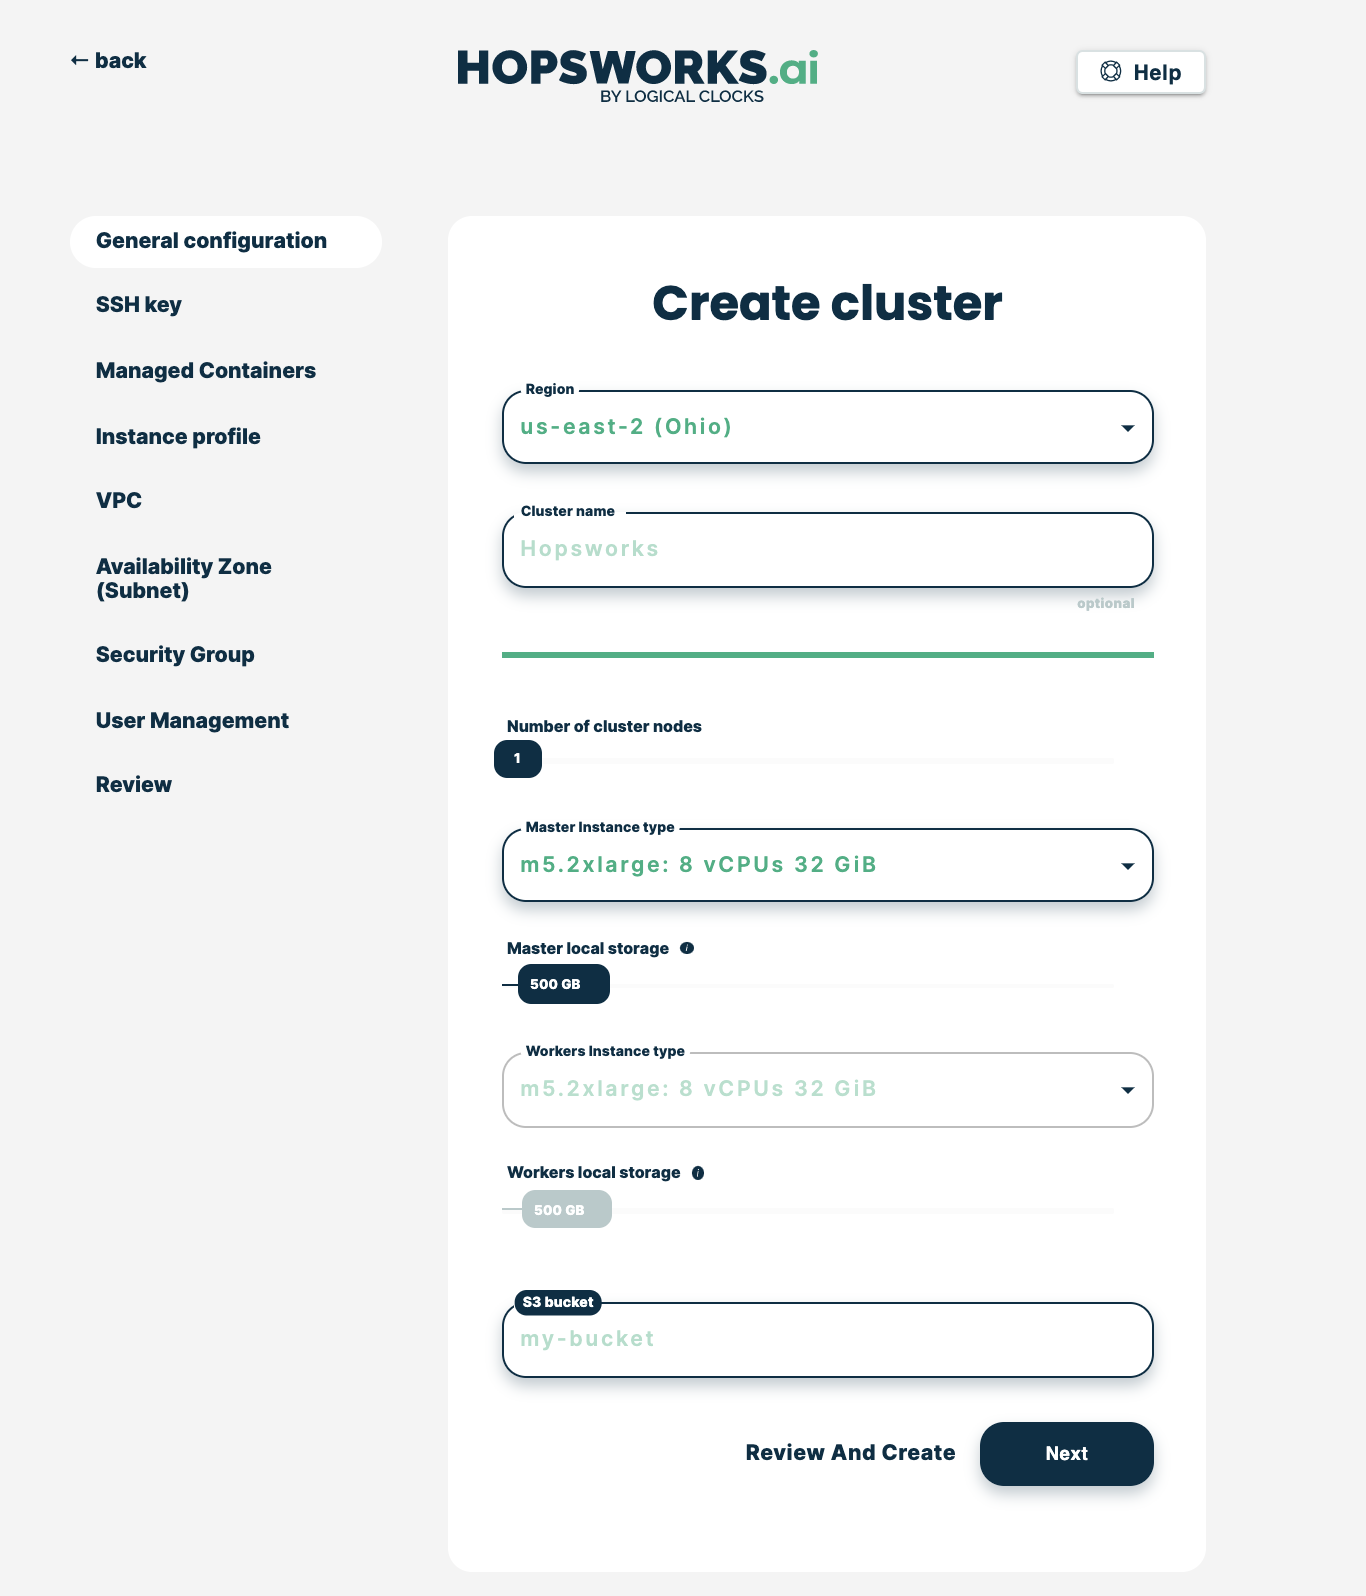 ← back
HOPSWORKS.ai
BY LOGICAL CLOCKS
Help
General configuration
SSH key
Managed Containers
Instance profile
VPC
Availability Zone
(Subnet)
Security Group
User Management
Review
Create cluster
Region
us-east-2 (Ohio)
Cluster name
Hopsworks
optional
Number of cluster nodes
1
Master Instance type
m5.2xlarge: 8 vCPUs 32 GiB
Master local storage i
500 GB
Workers Instance type
m5.2xlarge: 8 vCPUs 32 GiB
Workers local storage i
500 GB
S3 bucket
my-bucket
Review And Create
Next